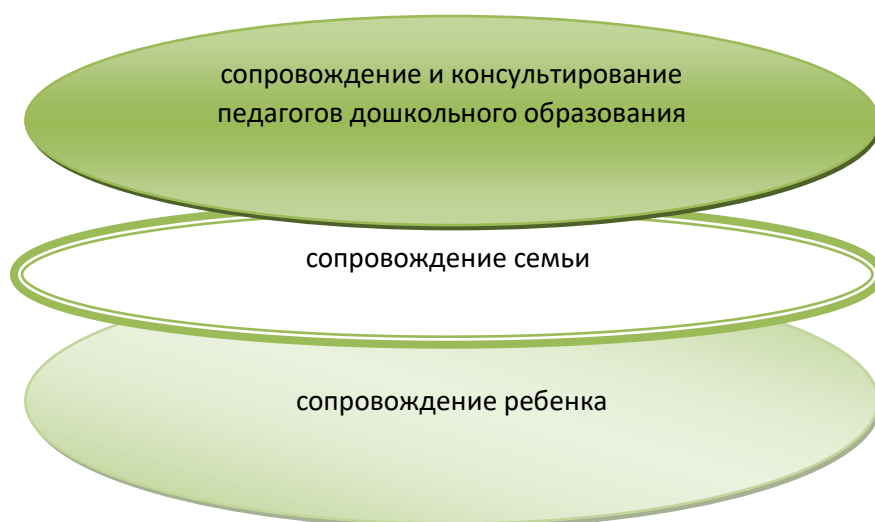 сопровождение и консультирование
педагогов дошкольного образования
сопровождение семьи
сопровождение ребенка